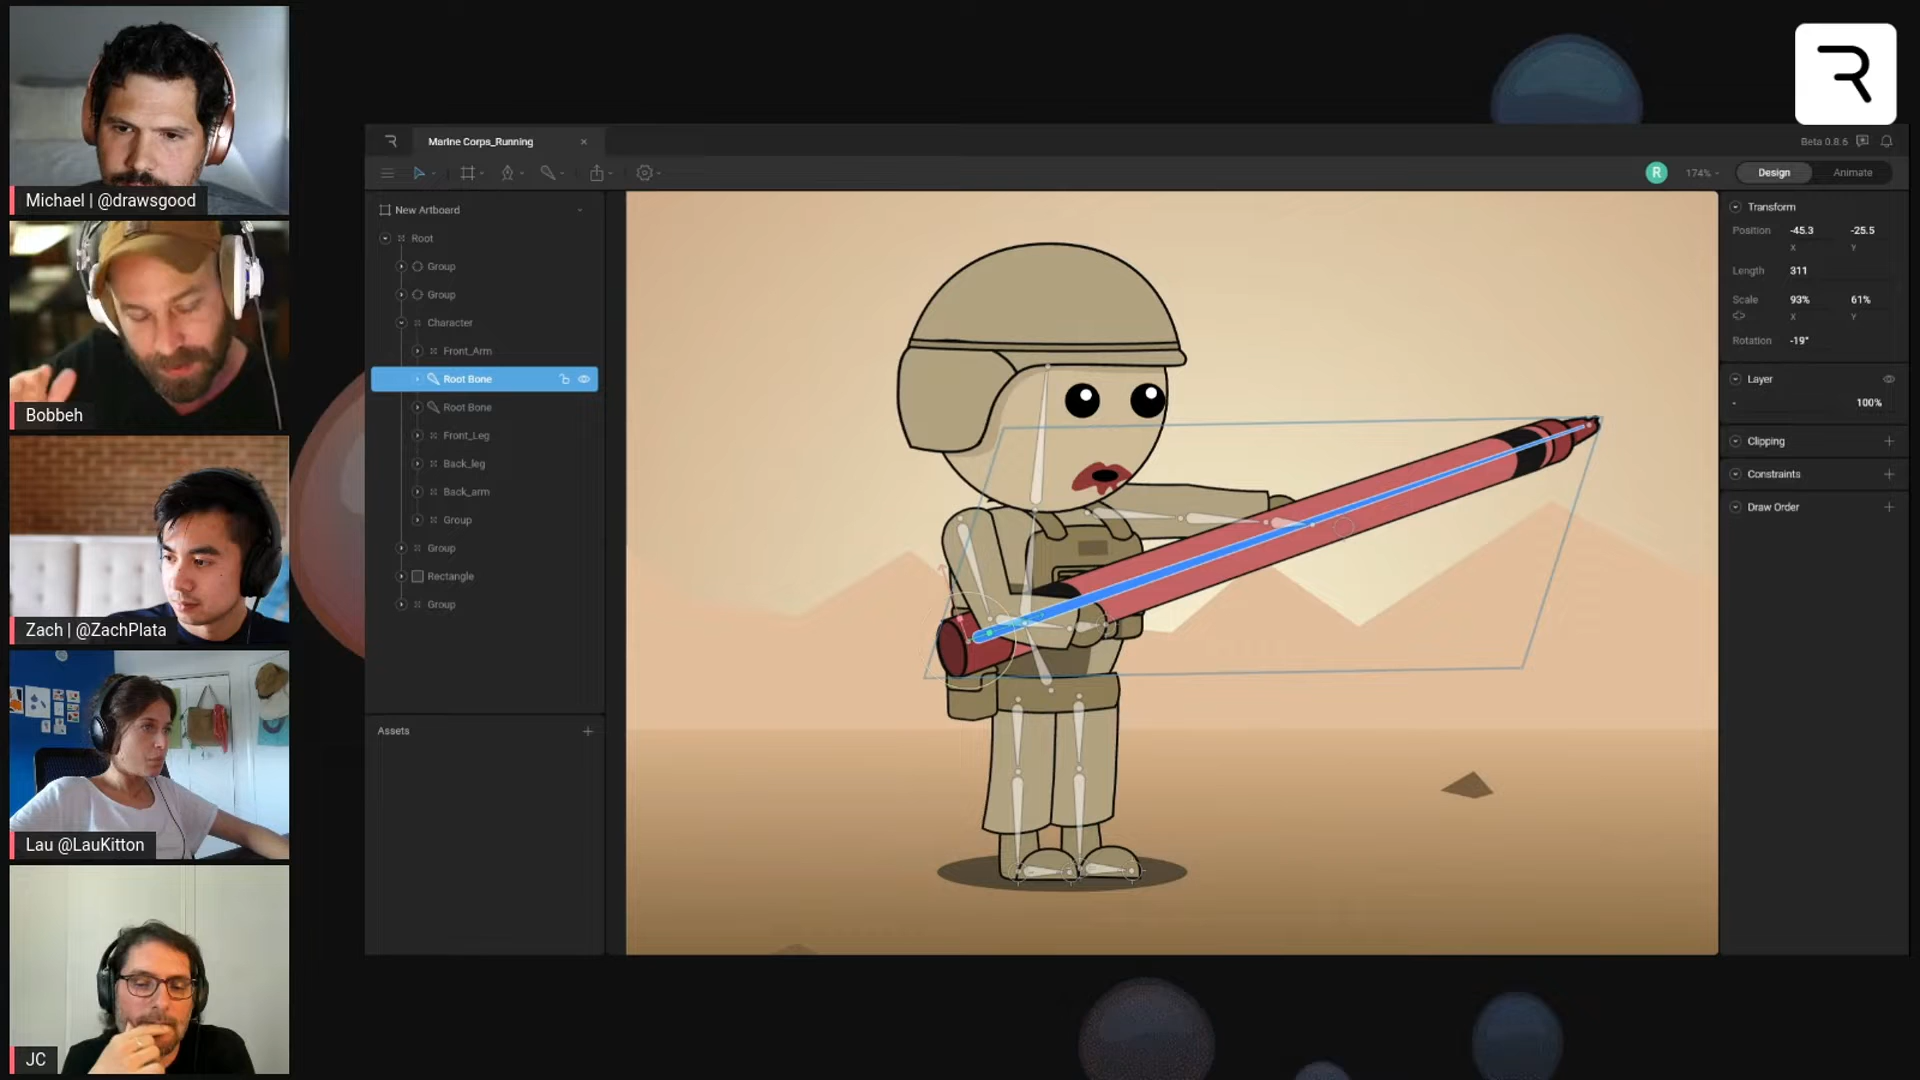 Michael | @drawsgood
Bobbeh
Zach | @ZachPlata
Lau @LauKitton
JC
Marine Corps_Running
Beta 0.8.6
R
174%
Design
Animate
New Artboard
Root
Group
Group
Character
Front_Arm
Root Bone
Root Bone
Front_Leg
Back_leg
Back_arm
Group
Group
Rectangle
Group
Assets
Transform
Position -45.3 -25.5
X Y
Length 311
Scale 93% 61%
X Y
Rotation -19°
Layer
- 100%
Clipping
Constraints
Draw Order